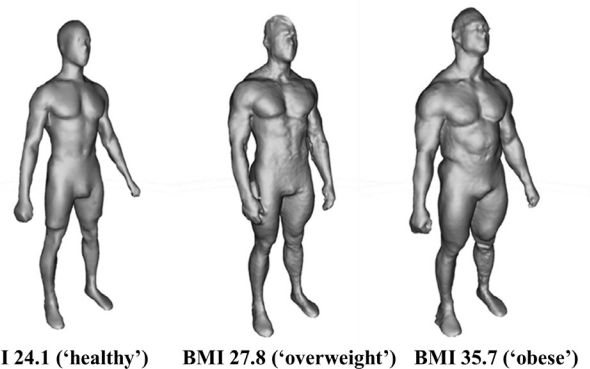 I 24.1 (‘healthy’) BMI 27.8 (‘overweight’) BMI 35.7 (‘obese’)